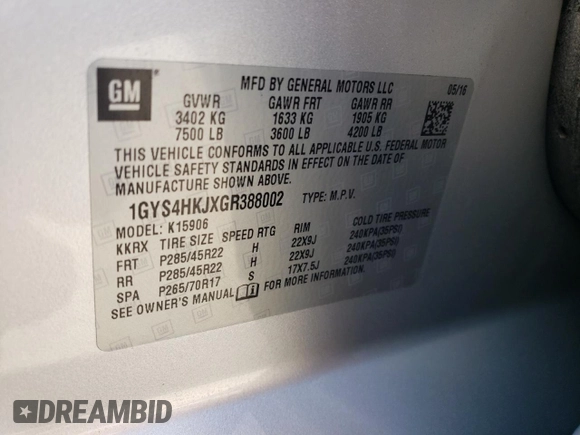 GM
MFD BY GENERAL MOTORS LLC 05/16
GVWR GAWR FRT GAWR RR
3402 KG 1633 KG 1905 KG
7500 LB 3600 LB 4200 LB
THIS VEHICLE CONFORMS TO ALL APPLICABLE U.S. FEDERAL MOTOR
VEHICLE SAFETY STANDARDS IN EFFECT ON THE DATE OF
MANUFACTURE SHOWN ABOVE.
1GYS4HKJXGR388002 TYPE: M.P.V.
MODEL: K15906
KKRX TIRE SIZE SPEED RTG RIM COLD TIRE PRESSURE
FRT P285/45R22 H 22X9J 240KPA(35PSI)
RR P285/45R22 H 22X9J 240KPA(35PSI)
SPA P265/70R17 S 17X7.5J 240KPA(35PSI)
SEE OWNER'S MANUAL FOR MORE INFORMATION.
DREAMBID